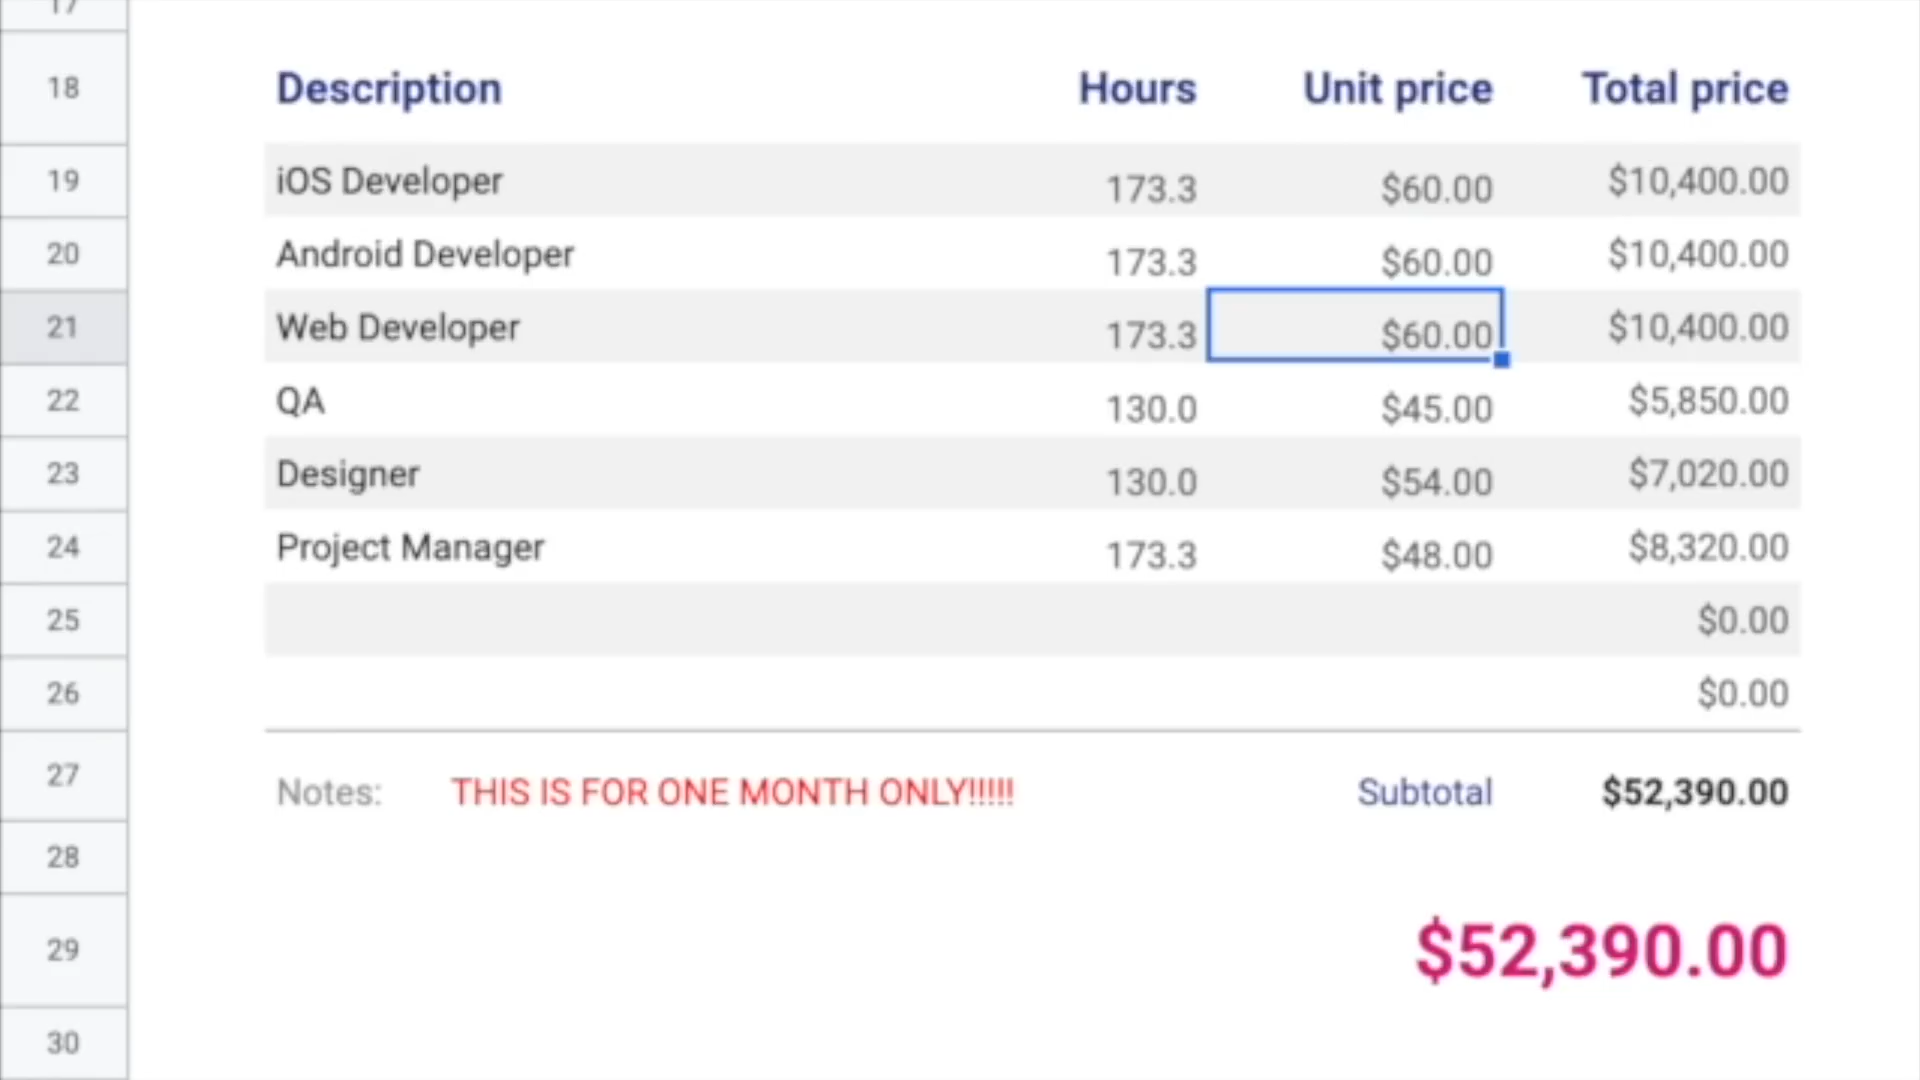 17
18 Description Hours Unit price Total price
19 iOS Developer 173.3 $60.00 $10,400.00
20 Android Developer 173.3 $60.00 $10,400.00
21 Web Developer 173.3 $60.00 $10,400.00
22 QA 130.0 $45.00 $5,850.00
23 Designer 130.0 $54.00 $7,020.00
24 Project Manager 173.3 $48.00 $8,320.00
25 $0.00
26 $0.00
27 Notes: THIS IS FOR ONE MONTH ONLY!!!!! Subtotal $52,390.00
28
29 $52,390.00
30